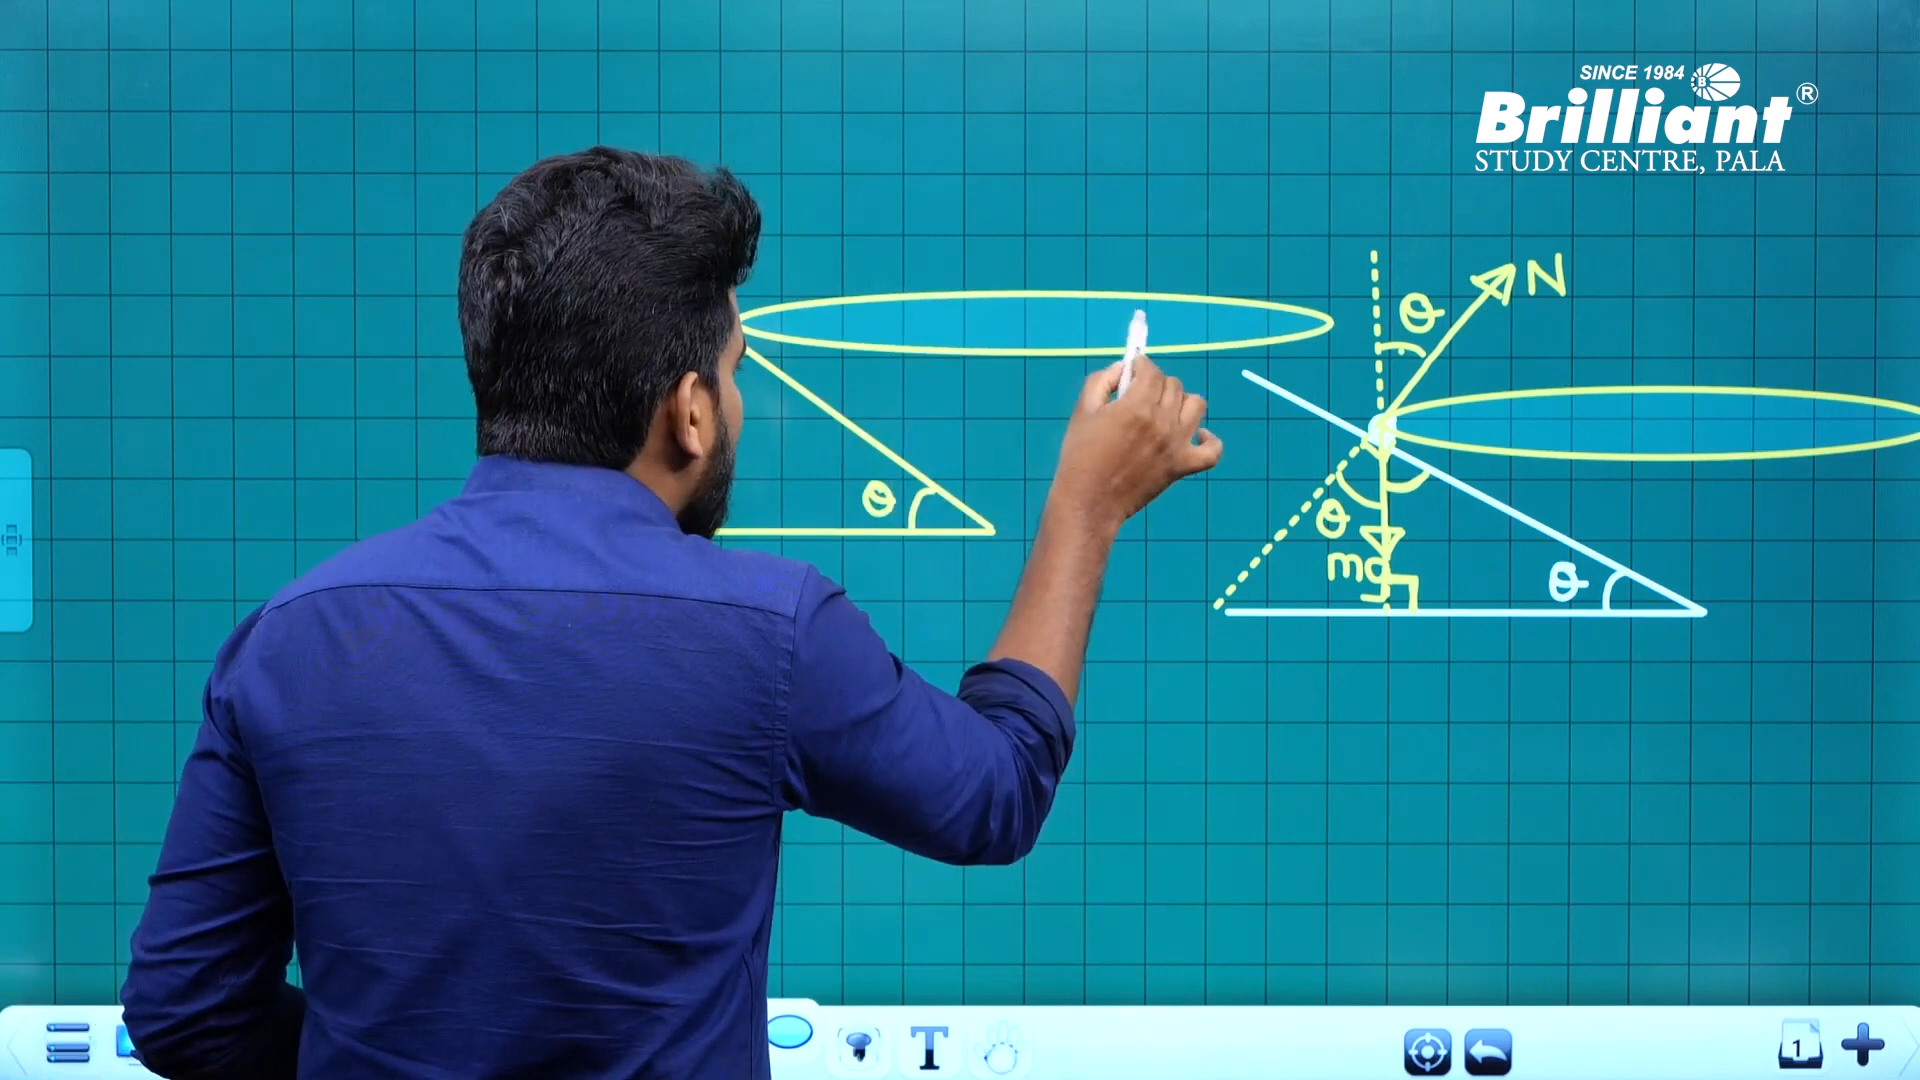 SINCE 1984
B
Brilliant®
STUDY CENTRE, PALA
N
θ
θ
θ
mg
θ
T
1